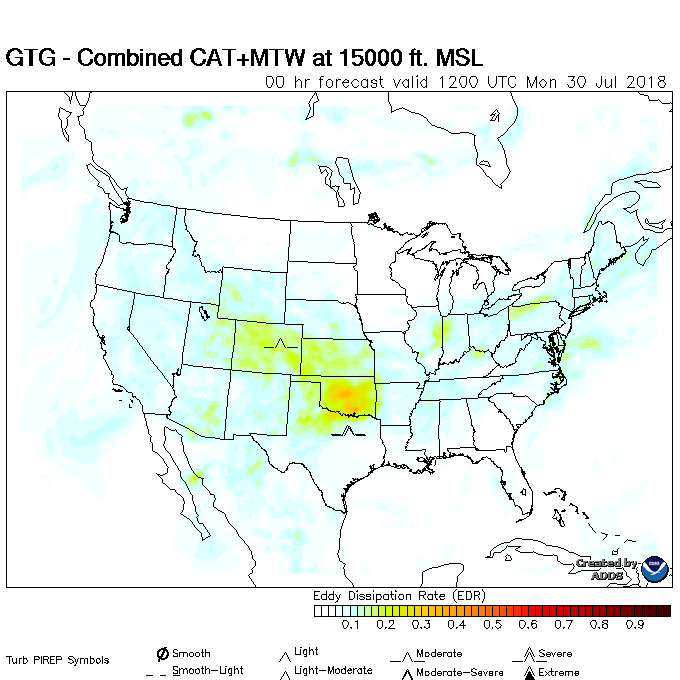 GTG - Combined CAT+MTW at 15000 ft. MSL
00 hr forecast valid 1200 UTC Mon 30 Jul 2018
Created by
ADDS
Eddy Dissipation Rate (EDR)
0.1 0.2 0.3 0.4 0.5 0.6 0.7 0.8 0.9
Turb PIREP Symbols
Smooth Light Moderate Severe
Smooth-Light Light-Moderate Moderate-Severe Extreme